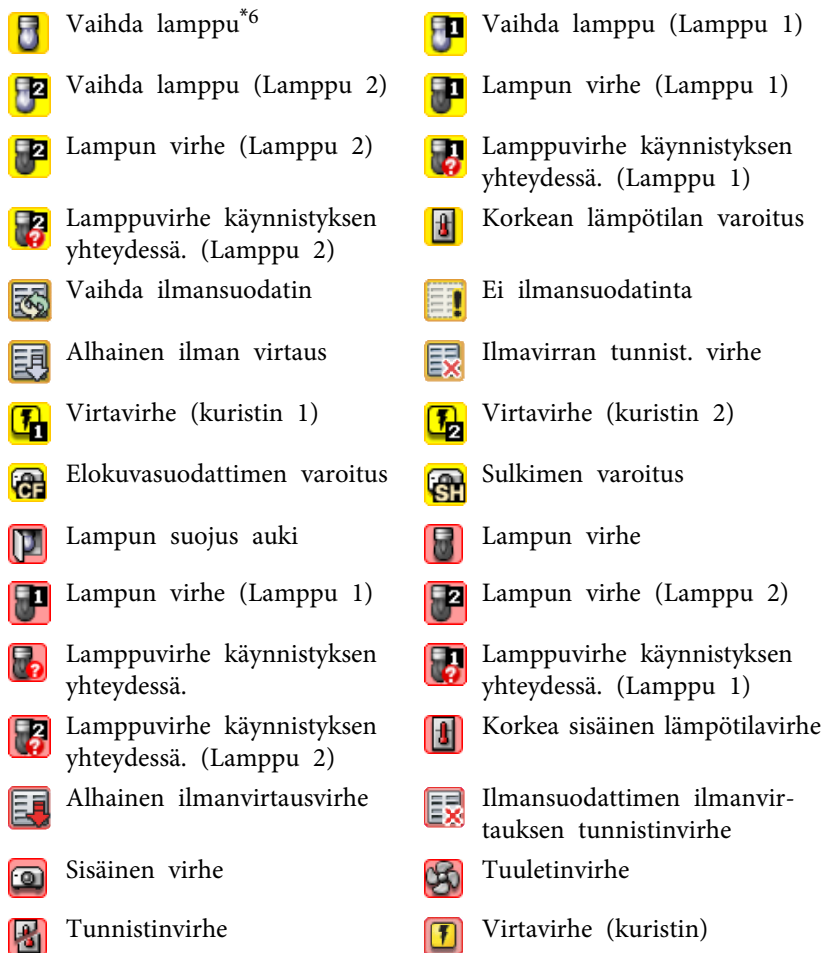 Vaihda lamppu*6
Vaihda lamppu (Lamppu 1)
Vaihda lamppu (Lamppu 2)
Lampun virhe (Lamppu 1)
Lampun virhe (Lamppu 2)
Lamppuvirhe käynnistyksen
yhteydessä. (Lamppu 1)
Lamppuvirhe käynnistyksen
yhteydessä. (Lamppu 2)
Korkean lämpötilan varoitus
Vaihda ilmansuodatin
Ei ilmansuodatinta
Alhainen ilman virtaus
Ilmavirran tunnist. virhe
Virtavirhe (kuristin 1)
Virtavirhe (kuristin 2)
CF
Elokuvasuodattimen varoitus
SH
Sulkimen varoitus
Lampun suojus auki
Lampun virhe
Lampun virhe (Lamppu 1)
Lampun virhe (Lamppu 2)
Lamppuvirhe käynnistyksen
yhteydessä.
Lamppuvirhe käynnistyksen
yhteydessä. (Lamppu 1)
Lamppuvirhe käynnistyksen
yhteydessä. (Lamppu 2)
Korkea sisäinen lämpötilavirhe
Alhainen ilmanvirtausvirhe
Ilmansuodattimen ilmanvir-
tauksen tunnistinvirhe
Sisäinen virhe
Tuuletinvirhe
Tunnistinvirhe
Virtavirhe (kuristin)